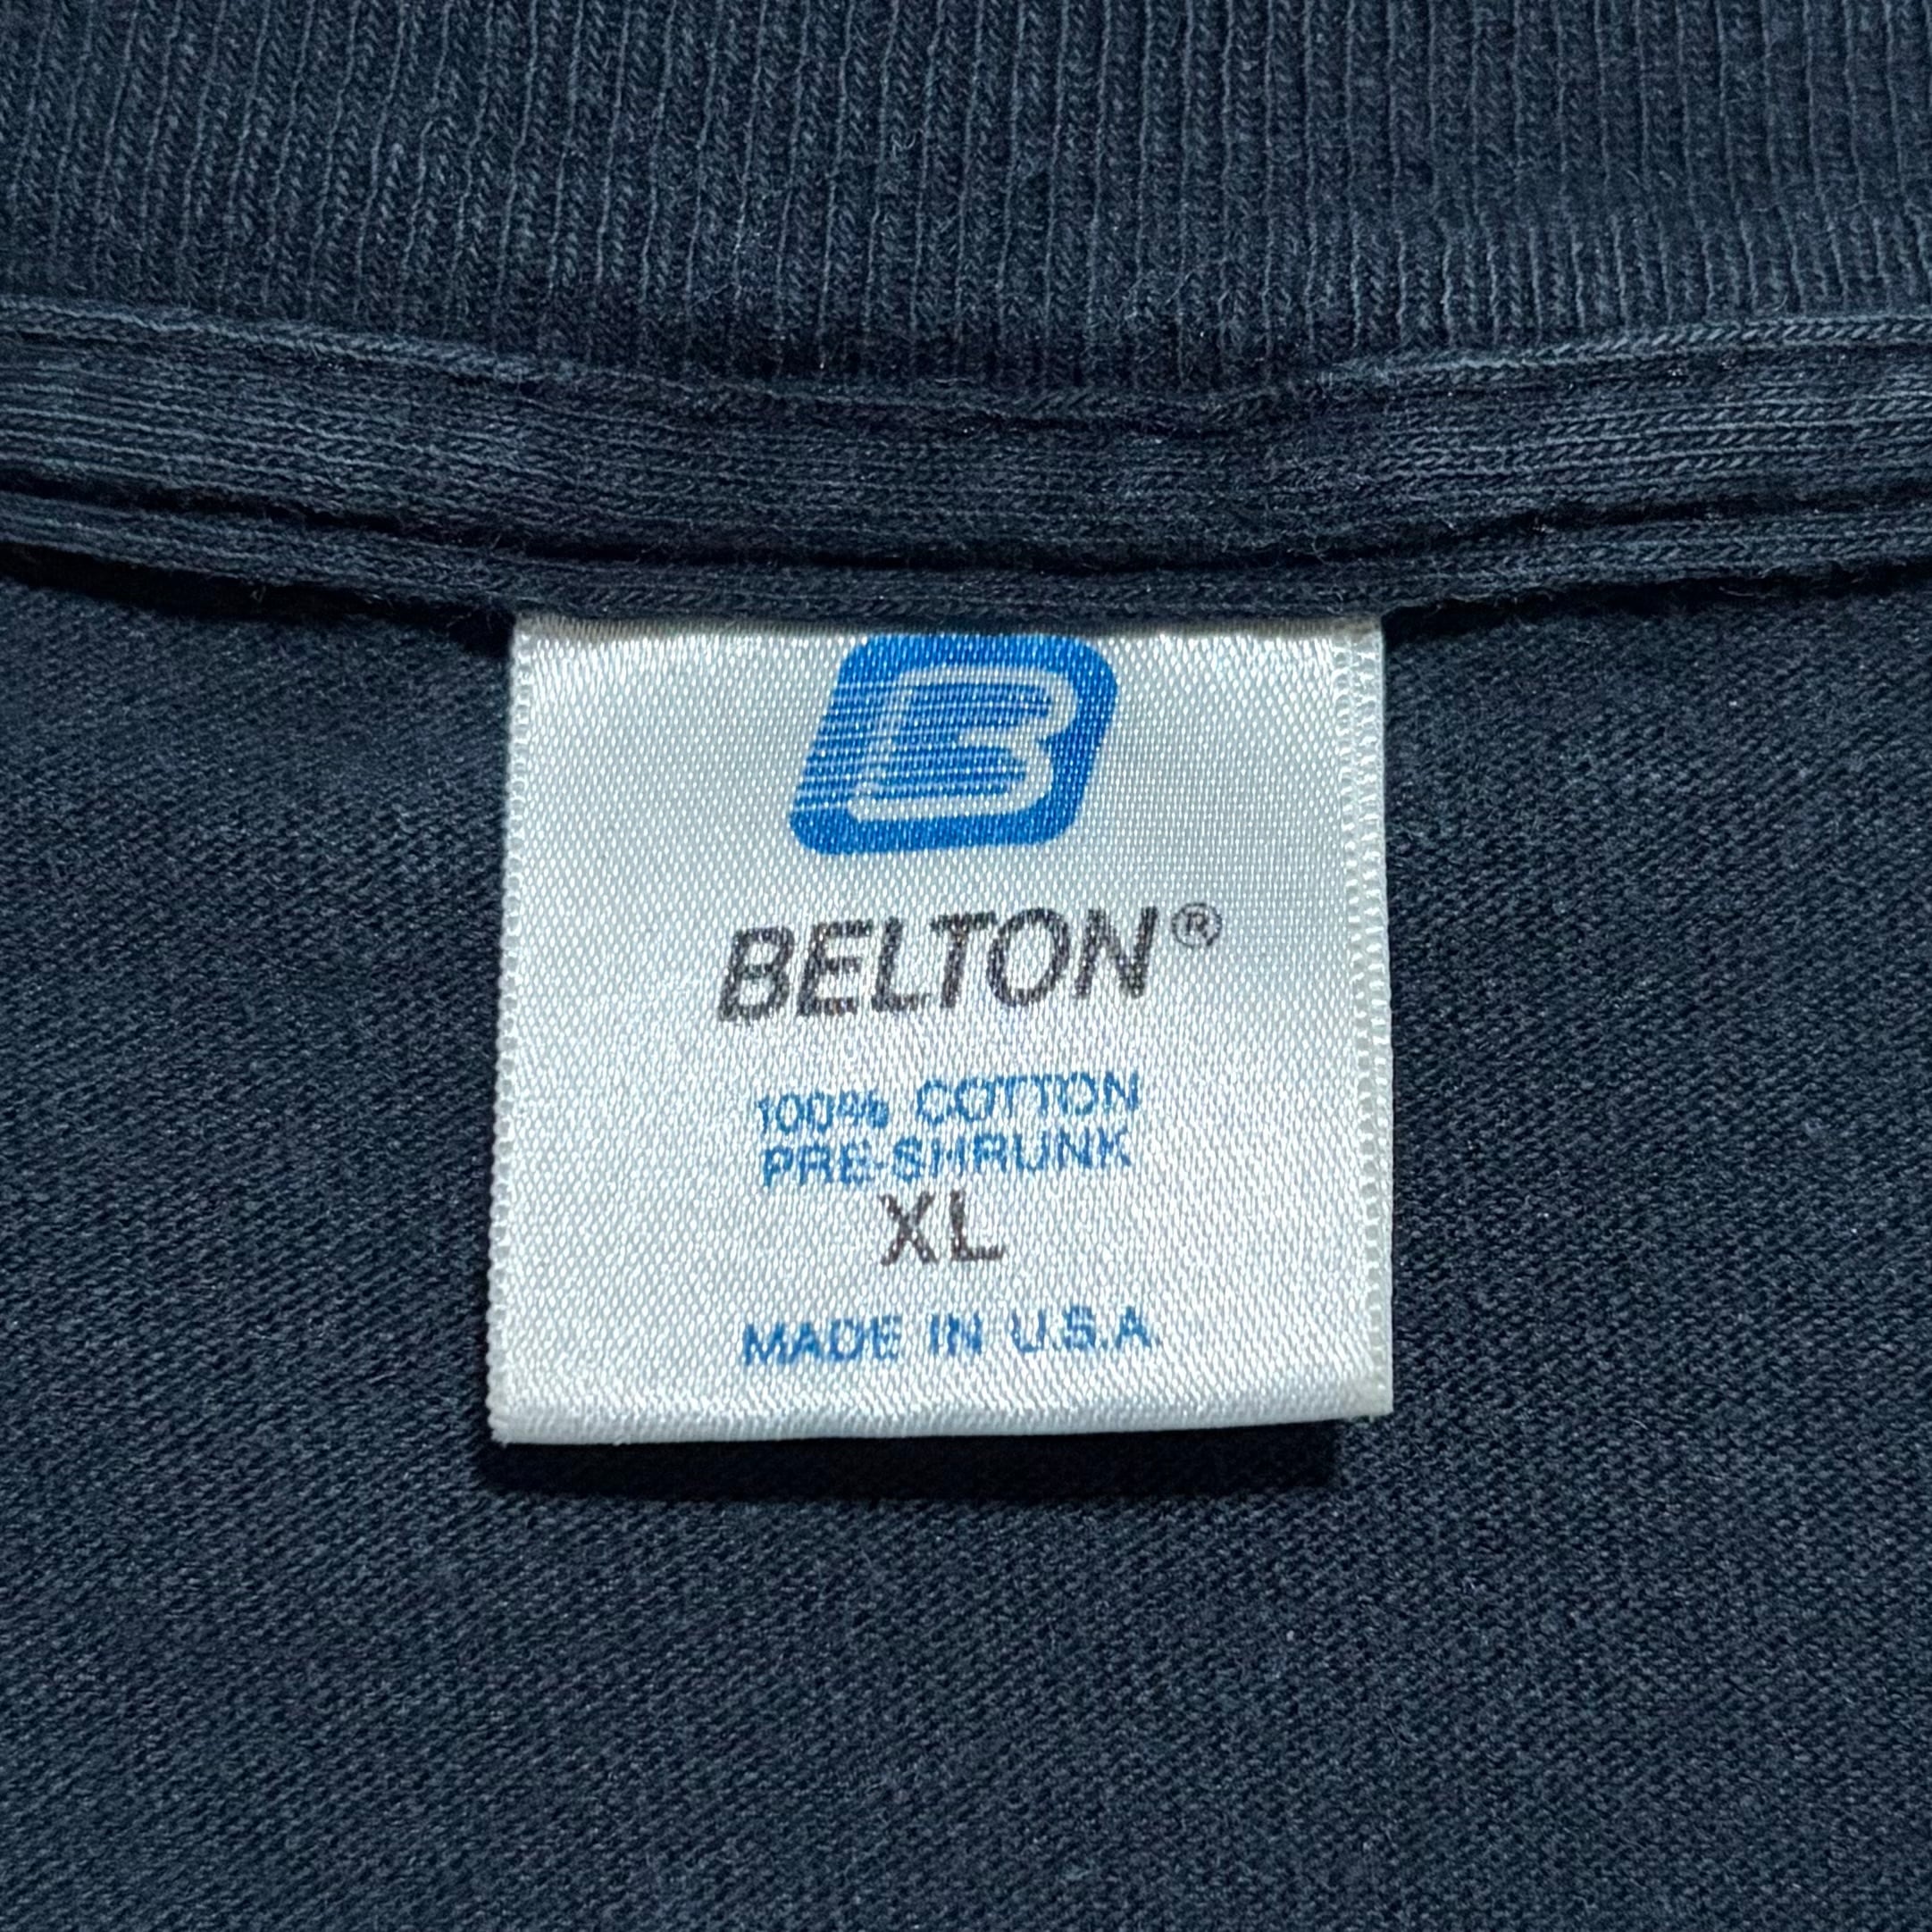 B
BELTON®
100% COTTON
PRE-SHRUNK
XL
MADE IN U.S.A